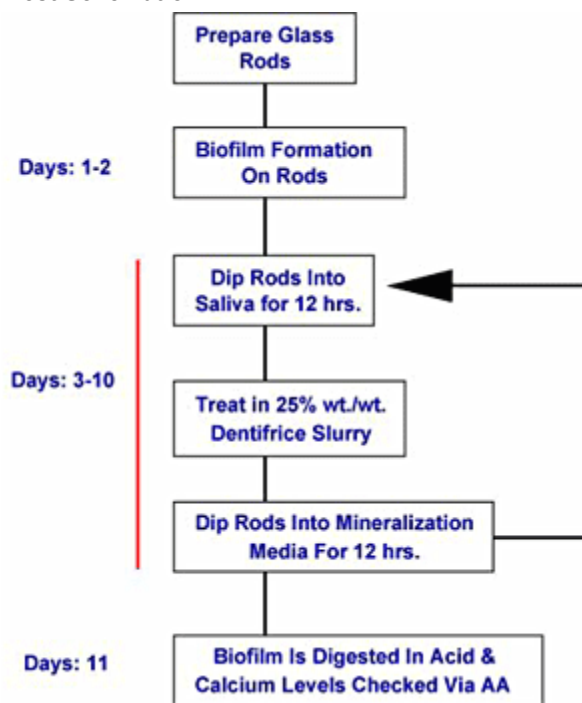 Prepare Glass
Rods
Days: 1-2
Biofilm Formation
On Rods
Dip Rods Into
Saliva for 12 hrs.
Days: 3-10
Treat in 25% wt./wt.
Dentifrice Slurry
Dip Rods Into Mineralization
Media For 12 hrs.
Days: 11
Biofilm Is Digested In Acid &
Calcium Levels Checked Via AA